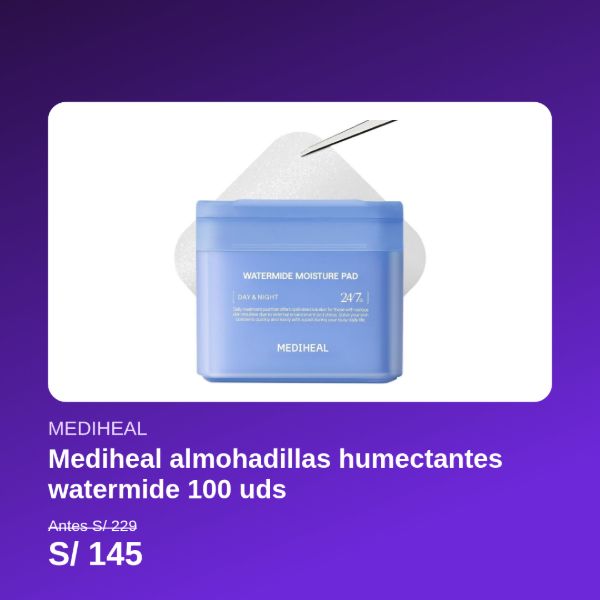 WATERMIDE MOISTURE PAD
DAY & NIGHT
24/7
MEDIHEAL
MEDIHEAL
Mediheal almohadillas humectantes
watermide 100 uds
Antes S/ 229
S/ 145